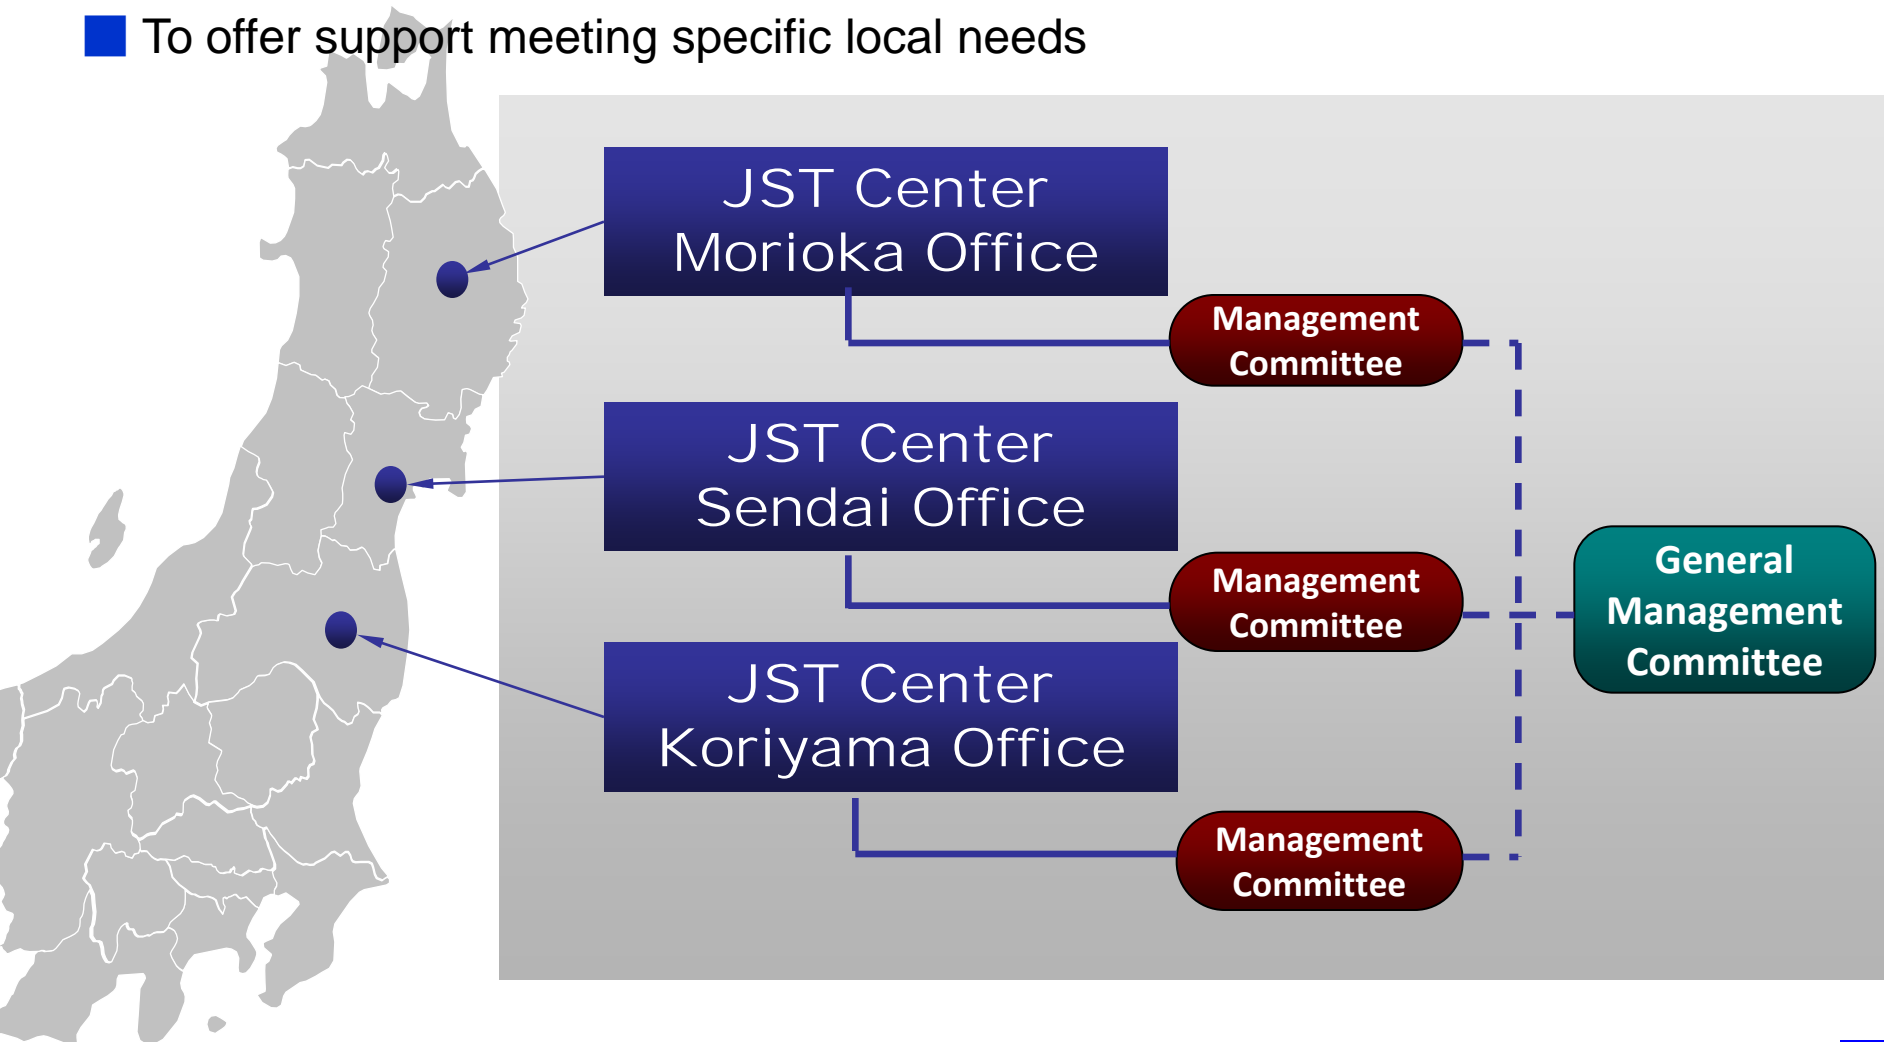 To offer support meeting specific local needs
JST Center
Morioka Office
Management
Committee
JST Center
Sendai Office
Management
Committee
General
Management
Committee
JST Center
Koriyama Office
Management
Committee